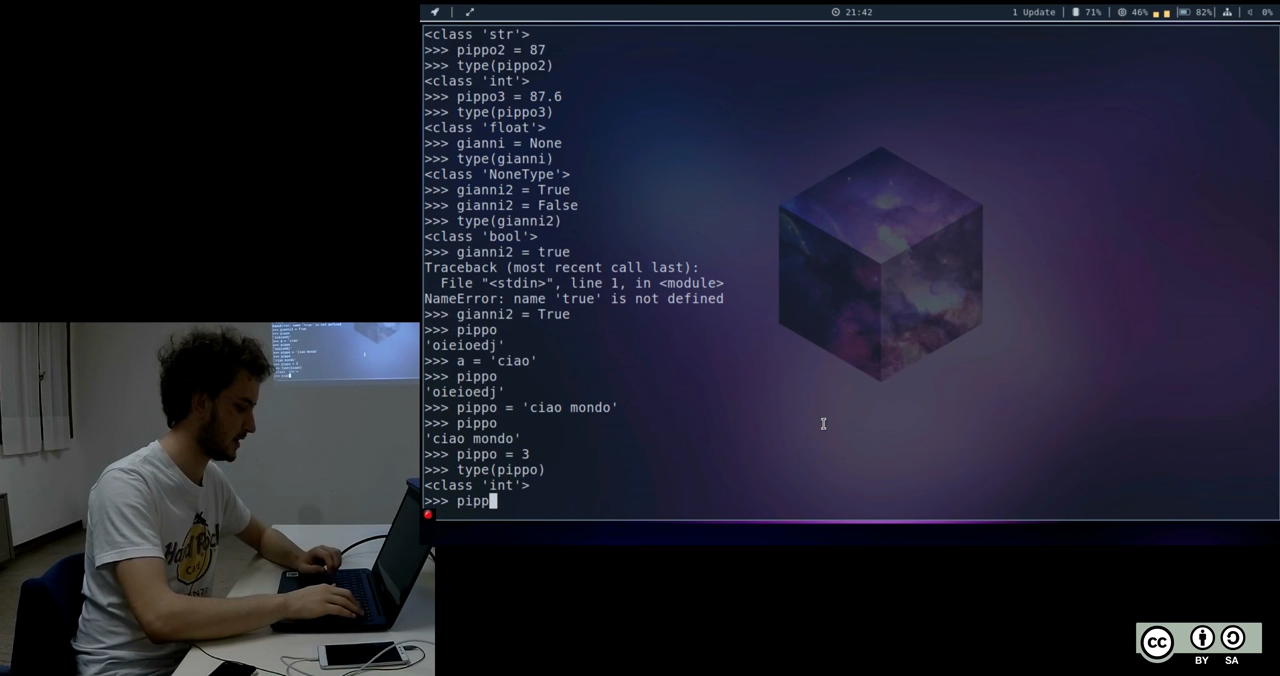 21:42
1 Update
71%
46%
82%
0%
<class 'str'>
>>> pippo2 = 87
>>> type(pippo2)
<class 'int'>
>>> pippo3 = 87.6
>>> type(pippo3)
<class 'float'>
>>> gianni = None
>>> type(gianni)
<class 'NoneType'>
>>> gianni2 = True
>>> gianni2 = False
>>> type(gianni2)
<class 'bool'>
>>> gianni2 = true
Traceback (most recent call last):
  File "<stdin>", line 1, in <module>
NameError: name 'true' is not defined
>>> gianni2 = True
>>> pippo
'oieioedj'
>>> a = 'ciao'
>>> pippo
'oieioedj'
>>> pippo = 'ciao mondo'
>>> pippo
'ciao mondo'
>>> pippo = 3
>>> type(pippo)
<class 'int'>
>>> pipp
Hard Rock
CAFE
CC
BY SA